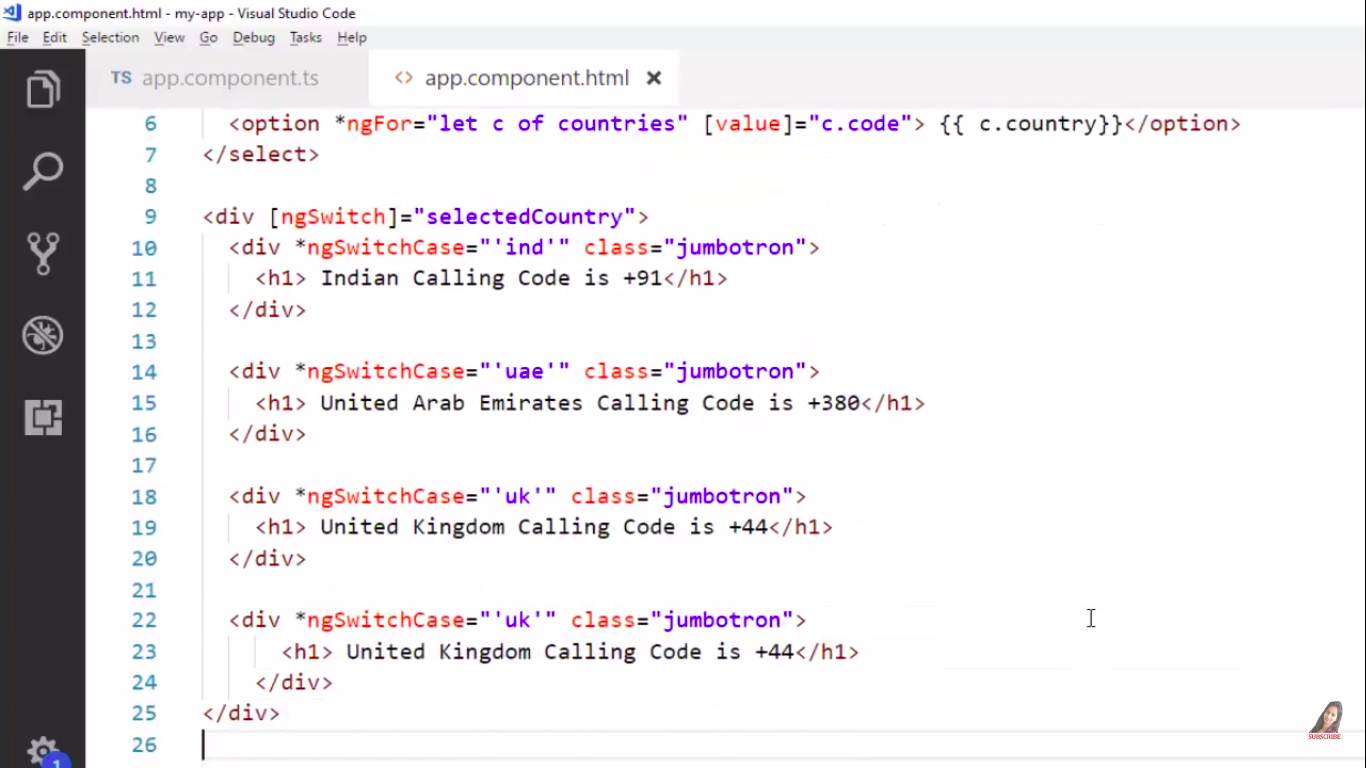 app.component.html - my-app - Visual Studio Code
File Edit Selection View Go Debug Tasks Help
TS app.component.ts <> app.component.html ×
6 <option *ngFor="let c of countries" [value]="c.code"> {{ c.country}}</option>
7 </select>
8
9 <div [ngSwitch]="selectedCountry">
10 <div *ngSwitchCase="'ind'" class="jumbotron">
11 <h1> Indian Calling Code is +91</h1>
12 </div>
13
14 <div *ngSwitchCase="'uae'" class="jumbotron">
15 <h1> United Arab Emirates Calling Code is +380</h1>
16 </div>
17
18 <div *ngSwitchCase="'uk'" class="jumbotron">
19 <h1> United Kingdom Calling Code is +44</h1>
20 </div>
21
22 <div *ngSwitchCase="'uk'" class="jumbotron">
23 <h1> United Kingdom Calling Code is +44</h1>
24 </div>
25 </div>
26
1
SUBSCRIBE